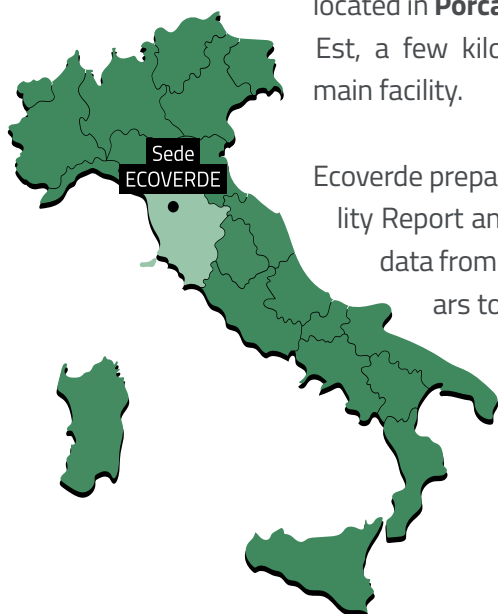 located in Porca
Est, a few kilo
main facility.
Sede
ECOVERDE
Ecoverde prepa
lity Report an
data from
ars to